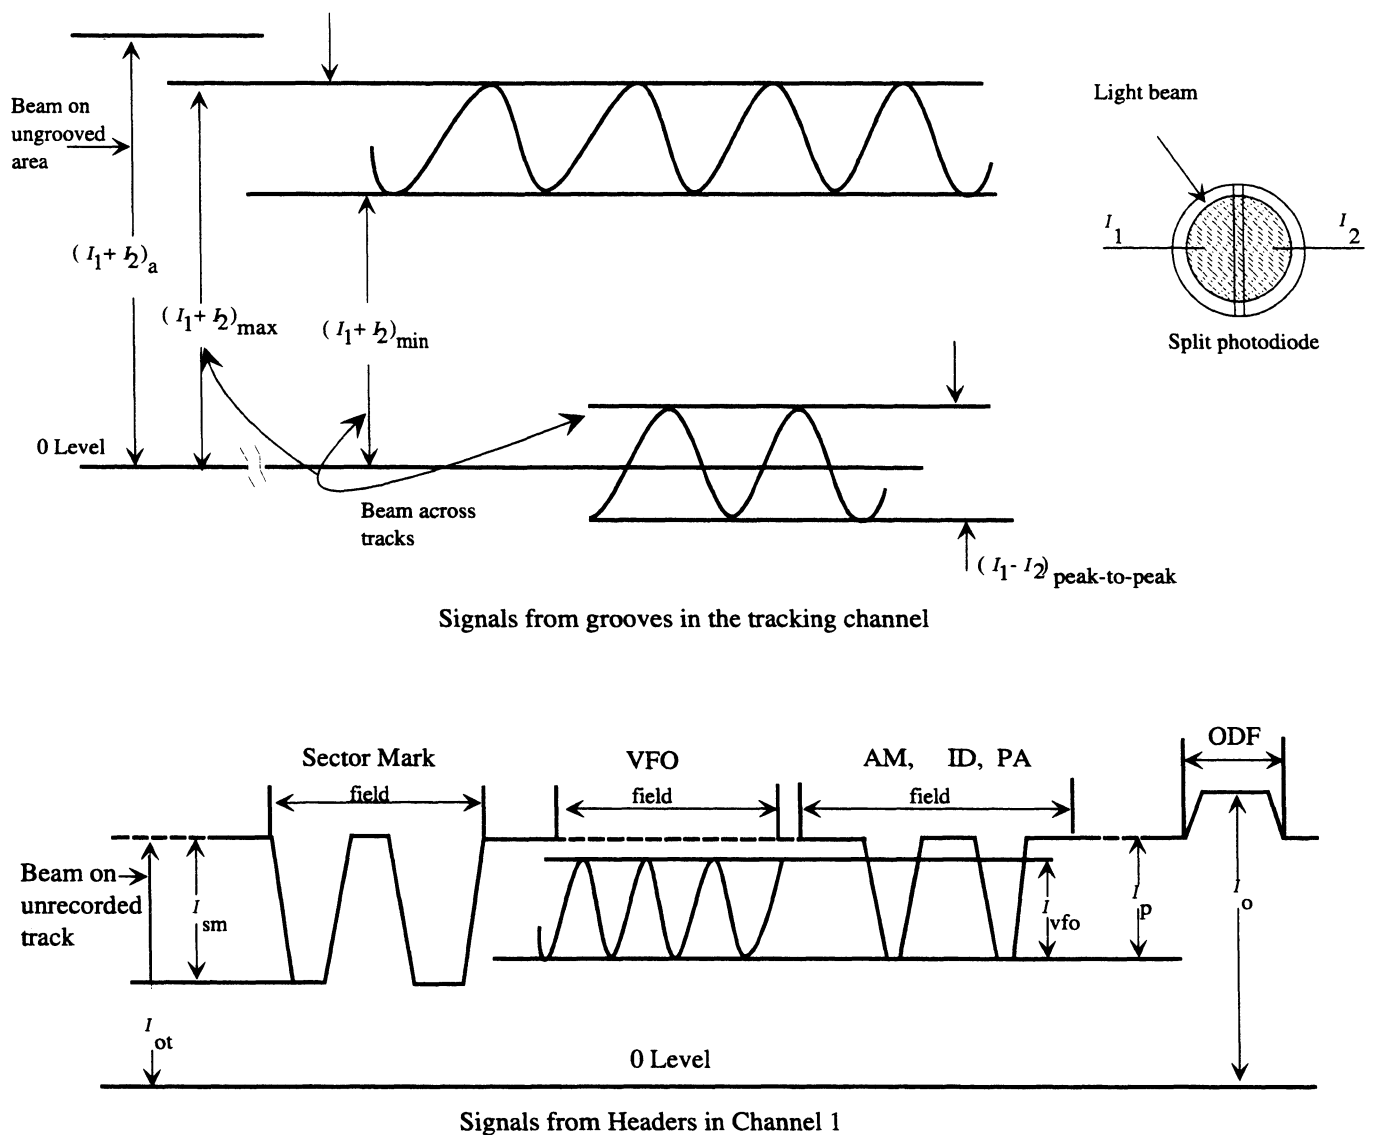 Beam on
ungrooved
area
Light beam
I1
I2
(I1+I2)a
(I1+I2)max
(I1+I2)min
Split photodiode
0 Level
Beam across
tracks
(I1-I2)peak-to-peak
Signals from grooves in the tracking channel
ODF
Sector Mark
VFO
AM, ID, PA
field
field
field
Beam on
unrecorded
track
Ism
Ivfo
Ip
Io
Iot
0 Level
Signals from Headers in Channel 1